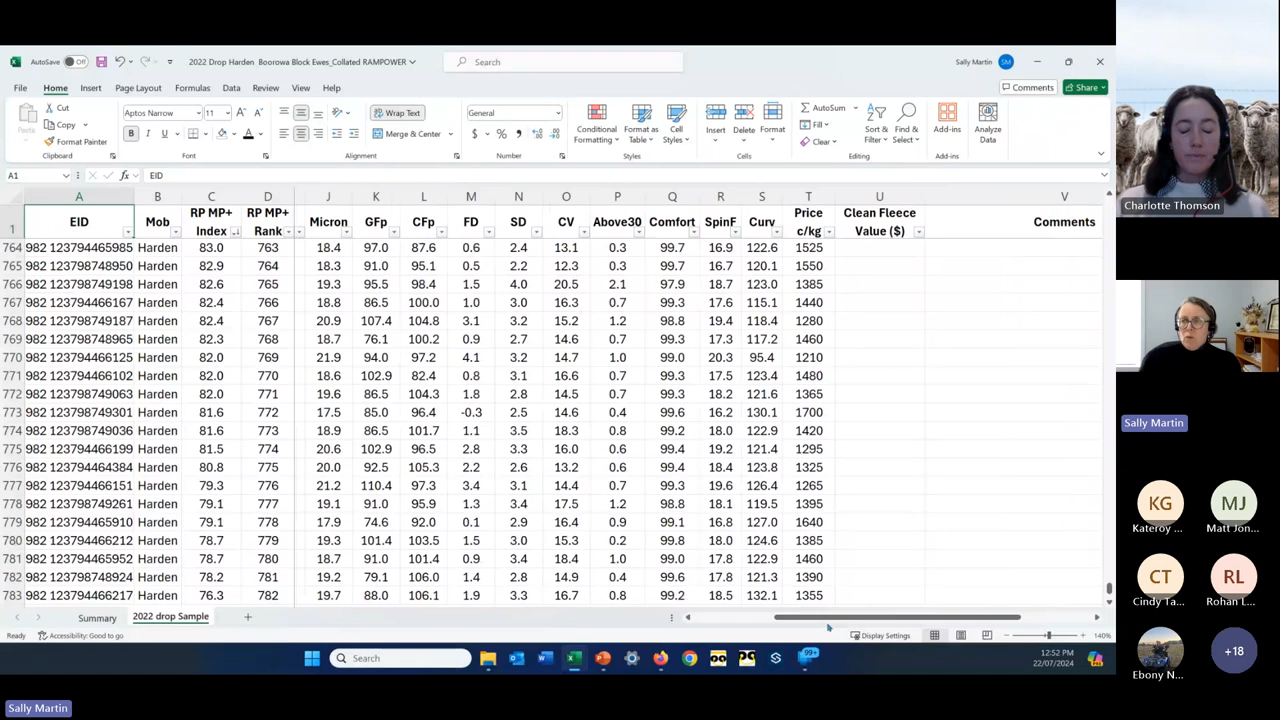 AutoSave Off 2022 Drop Harden Boorowa Block Ewes_Collated RAMPOWER Search Sally Martin SM
File Home Insert Page Layout Formulas Data Review View Help Comments Share
Paste Cut Copy Format Painter Clipboard
Aptos Narrow 11 B I U A Font
Wrap Text Merge & Center Alignment
General $ % Number
Conditional Formatting Format as Table Cell Styles Styles
Insert Delete Format Cells
AutoSum Fill Clear Sort & Filter Find & Select Editing
Add-ins Add-ins Analyze Data
A1 fx EID
A B C D J K L M N O P Q R S T U V
1 EID Mob RP MP+ Index RP MP+ Rank Micron GFp CFp FD SD CV Above30 Comfort SpinF Curv Price c/kg Clean Fleece Value ($) Comments
764 982 123794465985 Harden 83.0 763 18.4 97.0 87.6 0.6 2.4 13.1 0.3 99.7 16.9 122.6 1525
765 982 123798748950 Harden 82.9 764 18.3 91.0 95.1 0.5 2.2 12.3 0.3 99.7 16.7 120.1 1550
766 982 123798749198 Harden 82.6 765 19.3 95.5 98.4 1.5 4.0 20.5 2.1 97.9 18.7 123.0 1385
767 982 123794466167 Harden 82.4 766 18.8 86.5 100.0 1.0 3.0 16.3 0.7 99.3 17.6 115.1 1440
768 982 123798749187 Harden 82.4 767 20.9 107.4 104.8 3.1 3.2 15.2 1.2 98.8 19.4 118.4 1280
769 982 123798748965 Harden 82.3 768 18.7 76.1 100.2 0.9 2.7 14.6 0.7 99.3 17.3 117.2 1460
770 982 123794466125 Harden 82.0 769 21.9 94.0 97.2 4.1 3.2 14.7 1.0 99.0 20.3 95.4 1210
771 982 123794466102 Harden 82.0 770 18.6 102.9 82.4 0.8 3.1 16.6 0.7 99.3 17.5 123.4 1480
772 982 123798749063 Harden 82.0 771 19.6 86.5 104.3 1.8 2.8 14.5 0.7 99.3 18.2 121.6 1365
773 982 123798749301 Harden 81.6 772 17.5 85.0 96.4 -0.3 2.5 14.6 0.4 99.6 16.2 130.1 1700
774 982 123798749036 Harden 81.6 773 18.9 86.5 101.7 1.1 3.5 18.3 0.8 99.2 18.0 122.9 1420
775 982 123794466199 Harden 81.5 774 20.6 102.9 96.5 2.8 3.3 16.0 0.6 99.4 19.2 121.4 1295
776 982 123794464384 Harden 80.8 775 20.0 92.5 105.3 2.2 2.6 13.2 0.6 99.4 18.4 123.8 1325
777 982 123794466151 Harden 79.3 776 21.2 110.4 97.3 3.4 3.1 14.7 0.7 99.3 19.6 126.4 1265
778 982 123798749261 Harden 79.1 777 19.1 91.0 95.9 1.3 3.4 17.5 1.2 98.8 18.1 119.5 1395
779 982 123794465910 Harden 79.1 778 17.9 74.6 92.0 0.1 2.9 16.4 0.9 99.1 16.8 127.0 1640
780 982 123794466212 Harden 78.7 779 19.3 101.4 103.5 1.5 3.0 15.3 0.2 99.8 18.0 124.6 1385
781 982 123794465952 Harden 78.7 780 18.7 91.0 101.4 0.9 3.4 18.4 1.0 99.0 17.8 122.9 1460
782 982 123798748924 Harden 78.2 781 19.2 79.1 106.0 1.4 2.8 14.9 0.4 99.6 17.8 121.3 1390
783 982 123794466217 Harden 76.3 782 19.7 88.0 106.1 1.9 3.3 16.7 0.8 99.2 18.5 132.1 1355
Summary 2022 drop Sample +
Ready Accessibility: Good to go Display Settings 140%
Search 99+ 12:52 PM
22/07/2024
Sally Martin
Charlotte Thomson
Sally Martin
KG MJ
Kateroy ... Matt Jon...
CT RL
Cindy Ta... Rohan L...
+18
Ebony N...